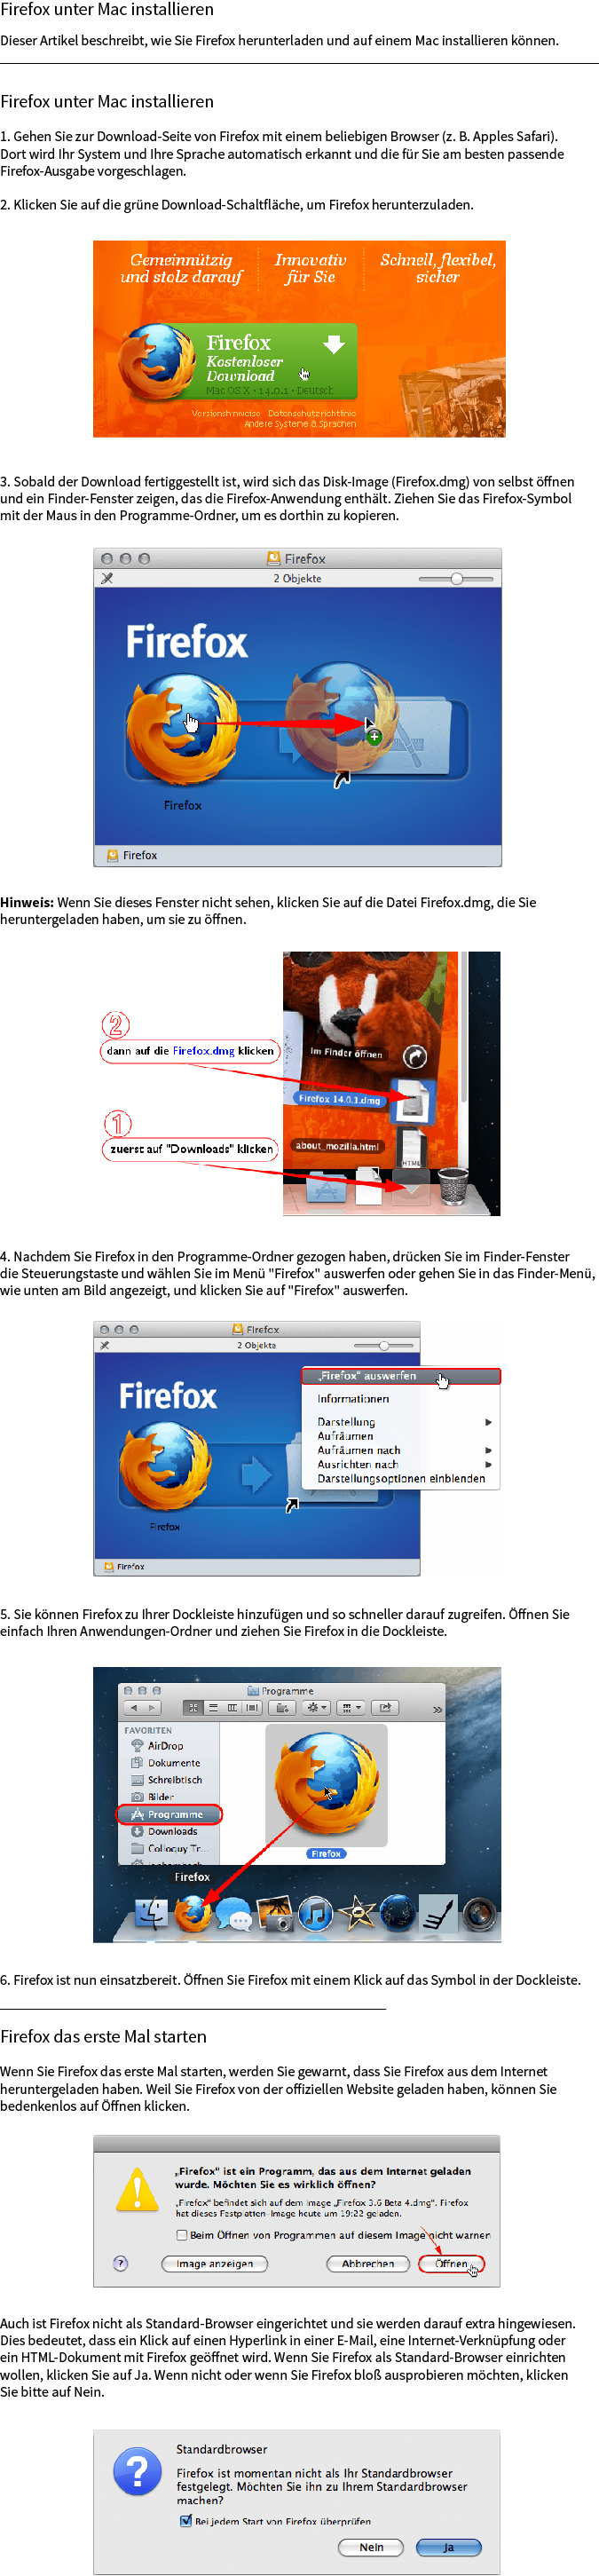 Firefox unter Mac installieren
Dieser Artikel beschreibt, wie Sie Firefox herunterladen und auf einem Mac installieren können.
Firefox unter Mac installieren
1. Gehen Sie zur Download-Seite von Firefox mit einem beliebigen Browser (z. B. Apples Safari).
Dort wird Ihr System und Ihre Sprache automatisch erkannt und die für Sie am besten passende
Firefox-Ausgabe vorgeschlagen.
2. Klicken Sie auf die grüne Download-Schaltfläche, um Firefox herunterzuladen.
Gemeinnützig
und stolz darauf
Innovativ
für Sie
Schnell, flexibel,
sicher
Firefox
Kostenloser
Download
Mac OS X · 14.0.1 · Deutsch
Versionshinweise Datenschutzrichtlinie
Andere Systeme & Sprachen
3. Sobald der Download fertiggestellt ist, wird sich das Disk-Image (Firefox.dmg) von selbst öffnen
und ein Finder-Fenster zeigen, das die Firefox-Anwendung enthält. Ziehen Sie das Firefox-Symbol
mit der Maus in den Programme-Ordner, um es dorthin zu kopieren.
Firefox
2 Objekte
Firefox
Firefox
Firefox
Hinweis: Wenn Sie dieses Fenster nicht sehen, klicken Sie auf die Datei Firefox.dmg, die Sie
heruntergeladen haben, um sie zu öffnen.
2
dann auf die Firefox.dmg klicken
Im Finder öffnen
Firefox 14.0.1.dmg
1
zuerst auf "Downloads" klicken
about_mozilla.html
HTML
4. Nachdem Sie Firefox in den Programme-Ordner gezogen haben, drücken Sie im Finder-Fenster
die Steuerungstaste und wählen Sie im Menü "Firefox" auswerfen oder gehen Sie in das Finder-Menü,
wie unten am Bild angezeigt, und klicken Sie auf "Firefox" auswerfen.
Firefox
2 Objekte
Firefox
Firefox
Firefox
„Firefox“ auswerfen
Informationen
Darstellung
Aufräumen
Aufräumen nach
Ausrichten nach
Darstellungsoptionen einblenden
5. Sie können Firefox zu Ihrer Dockleiste hinzufügen und so schneller darauf zugreifen. Öffnen Sie
einfach Ihren Anwendungen-Ordner und ziehen Sie Firefox in die Dockleiste.
Programme
FAVORITEN
AirDrop
Dokumente
Schreibtisch
Bilder
Programme
Downloads
Colloquy Tr...
Firefox
Firefox
6. Firefox ist nun einsatzbereit. Öffnen Sie Firefox mit einem Klick auf das Symbol in der Dockleiste.
Firefox das erste Mal starten
Wenn Sie Firefox das erste Mal starten, werden Sie gewarnt, dass Sie Firefox aus dem Internet
heruntergeladen haben. Weil Sie Firefox von der offiziellen Website geladen haben, können Sie
bedenkenlos auf Öffnen klicken.
„Firefox“ ist ein Programm, das aus dem Internet geladen
wurde. Möchten Sie es wirklich öffnen?
„Firefox“ befindet sich auf dem Image „Firefox 3.6 Beta 4.dmg“. Firefox
hat dieses Festplatten-Image heute um 19:22 geladen.
Beim Öffnen von Programmen auf diesem Image nicht warnen
? Image anzeigen Abbrechen Öffnen
Auch ist Firefox nicht als Standard-Browser eingerichtet und sie werden darauf extra hingewiesen.
Dies bedeutet, dass ein Klick auf einen Hyperlink in einer E-Mail, eine Internet-Verknüpfung oder
ein HTML-Dokument mit Firefox geöffnet wird. Wenn Sie Firefox als Standard-Browser einrichten
wollen, klicken Sie auf Ja. Wenn nicht oder wenn Sie Firefox bloß ausprobieren möchten, klicken
Sie bitte auf Nein.
Standardbrowser
Firefox ist momentan nicht als Ihr Standardbrowser
festgelegt. Möchten Sie ihn zu Ihrem Standardbrowser
machen?
Bei jedem Start von Firefox überprüfen
Nein Ja